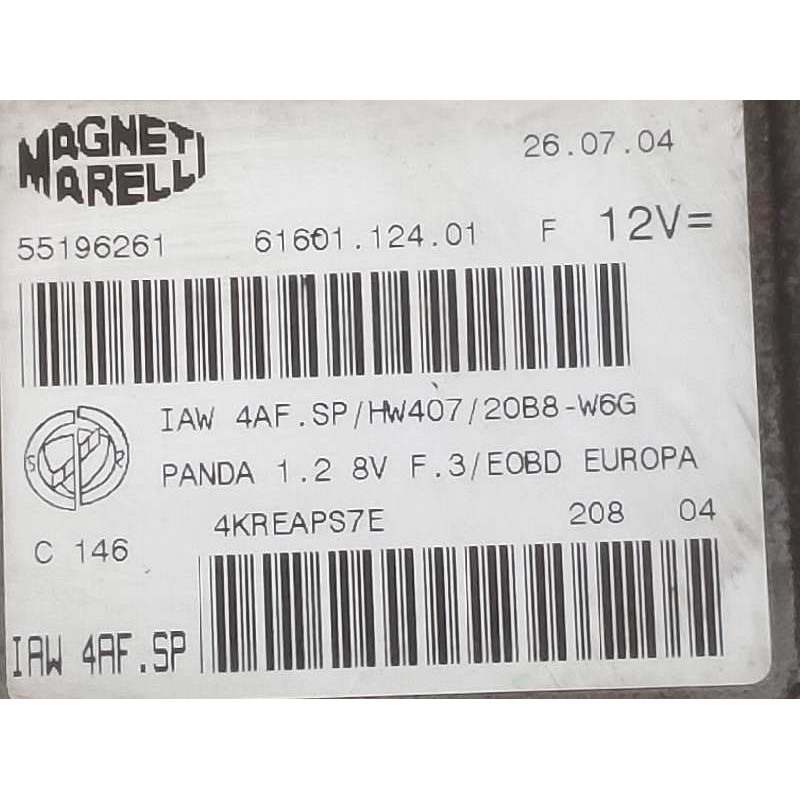 MAGNETI
MARELLI
26.07.04
55196261 61601.124.01 F 12V=
IAW 4AF.SP/HW407/20B8-W6G
S R
PANDA 1.2 8V F.3/EOBD EUROPA
4KREAPS7E 208 04
C 146
IAW 4AF.SP